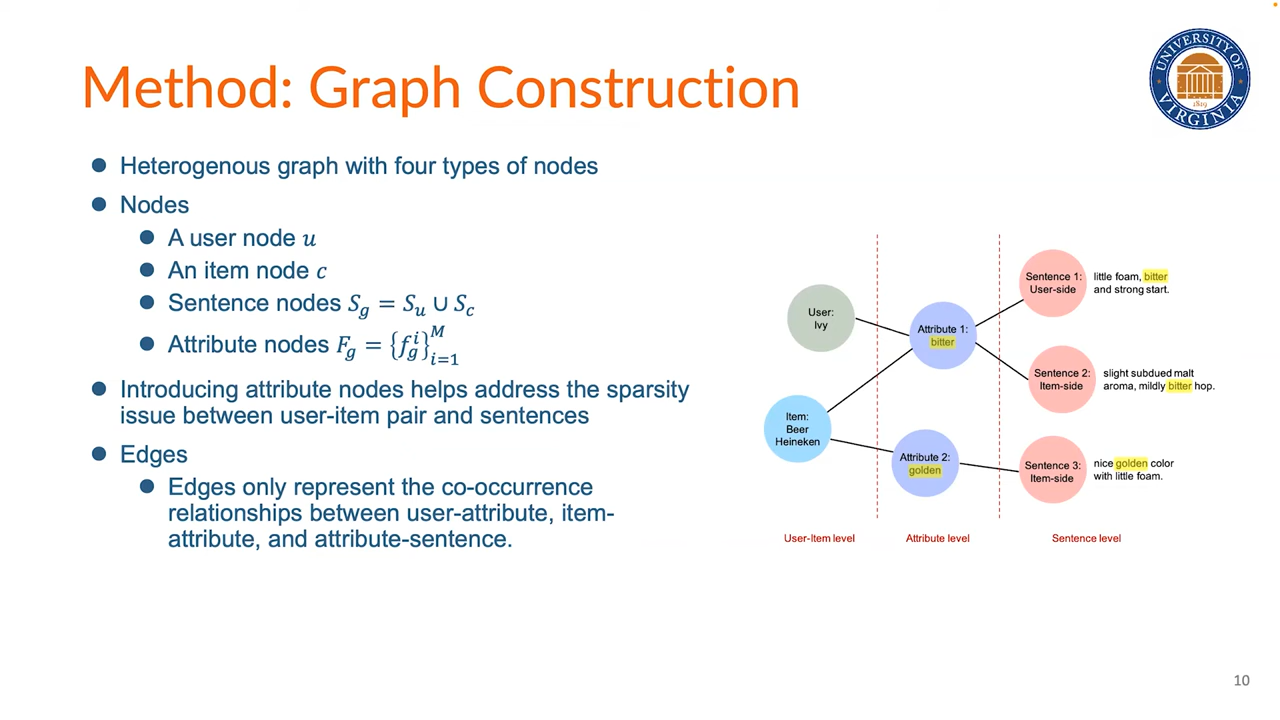 Method: Graph Construction
UNIVERSITY OF VIRGINIA
1819
● Heterogenous graph with four types of nodes
● Nodes
● A user node u
● An item node c
● Sentence nodes S_g = S_u ∪ S_c
● Attribute nodes F_g = {f_g^i}_{i=1}^M
● Introducing attribute nodes helps address the sparsity
issue between user-item pair and sentences
● Edges
● Edges only represent the co-occurrence
relationships between user-attribute, item-
attribute, and attribute-sentence.
User:
Ivy
Item:
Beer
Heineken
Attribute 1:
bitter
Attribute 2:
golden
Sentence 1:
User-side
little foam, bitter
and strong start.
Sentence 2:
Item-side
slight subdued malt
aroma, mildly bitter hop.
Sentence 3:
Item-side
nice golden color
with little foam.
User-Item level
Attribute level
Sentence level
10